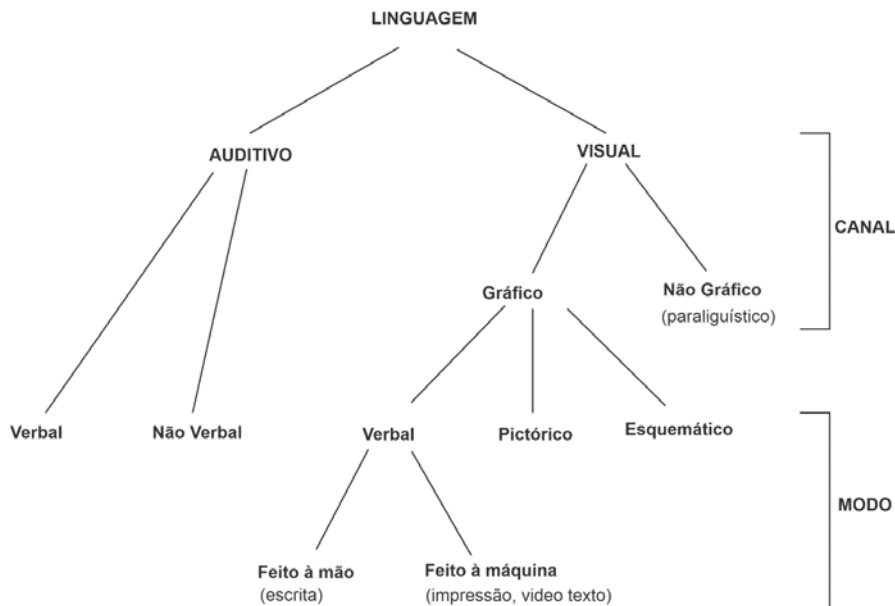 LINGUAGEM
AUDITIVO
VISUAL
CANAL
Gráfico
Não Gráfico
(paraliguístico)
Verbal
Não Verbal
Verbal
Pictórico
Esquemático
MODO
Feito à mão
(escrita)
Feito à máquina
(impressão, video texto)